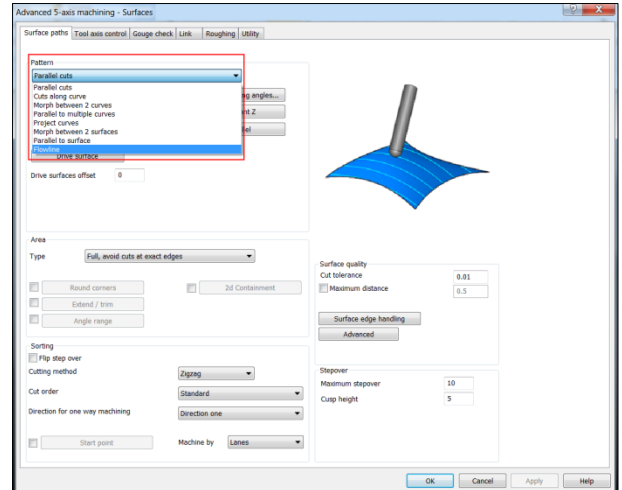 Advanced 5-axis machining - Surfaces
Surface paths Tool axis control Gouge check Link Roughing Utility
Pattern
Parallel cuts
Parallel cuts
Cuts along curve
Morph between 2 curves
Parallel to multiple curves
Project curves
Morph between 2 surfaces
Parallel to surface
Flowline
ng angles...
nt Z
el
Drive surface
Drive surfaces offset 0
Area
Type Full, avoid cuts at exact edges
Round corners 2d Containment
Extend / trim
Angle range
Sorting
Flip step over
Cutting method Zigzag
Cut order Standard
Direction for one way machining Direction one
Start point Machine by Lanes
Surface quality
Cut tolerance 0.01
Maximum distance 0.5
Surface edge handling
Advanced
Stepover
Maximum stepover 10
Cusp height 5
OK Cancel Apply Help